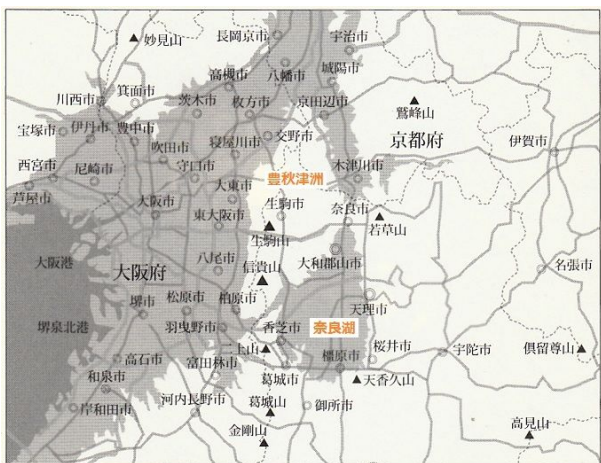 妙見山
長岡京市
宇治市
高槻市
八幡市
城陽市
川西市
箕面市
茨木市
枚方市
京田辺市
鷲峰山
宝塚市
伊丹市
豊中市
寝屋川市
交野市
京都府
伊賀市
西宮市
尼崎市
吹田市
守口市
木津川市
豊秋津洲
芦屋市
大阪市
大東市
生駒市
奈良市
東大阪市
生駒山
若草山
大阪港
大阪府
八尾市
信貴山
大和郡山市
名張市
堺市
松原市
柏原市
天理市
堺泉北港
羽曳野市
香芝市
奈良湖
高石市
富田林市
二上山
橿原市
桜井市
宇陀市
倶留尊山
和泉市
葛城市
天香久山
岸和田市
河内長野市
葛城山
御所市
金剛山
高見山